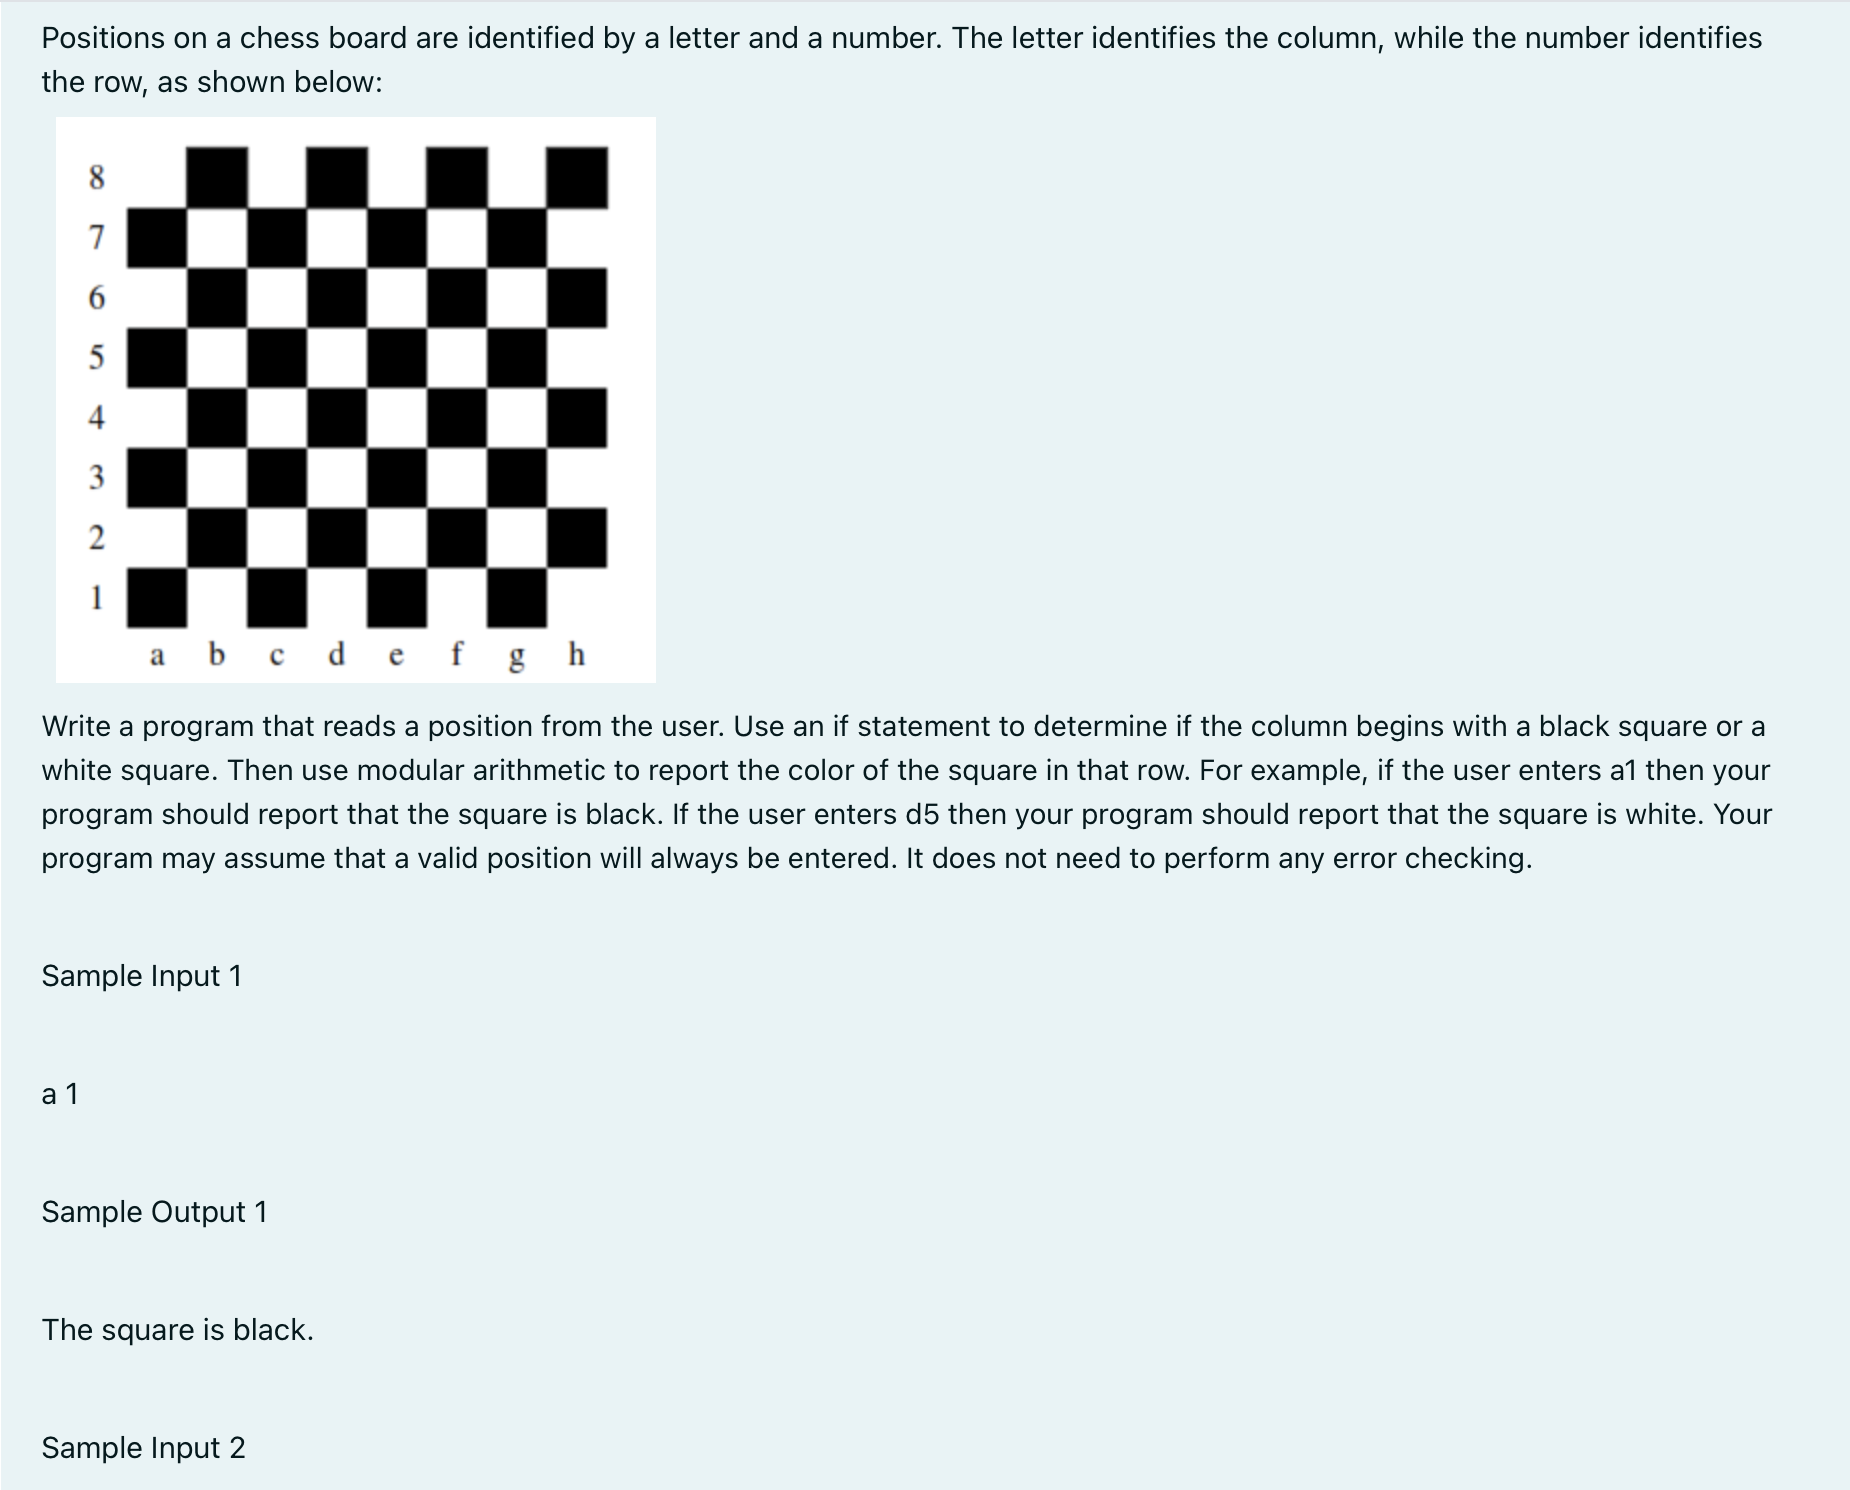 Positions on a chess board are identified by a letter and a number. The letter identifies the column, while the number identifies
the row, as shown below:
8
7
6
5
4
3
2
1
a b c d e f g h
Write a program that reads a position from the user. Use an if statement to determine if the column begins with a black square or a
white square. Then use modular arithmetic to report the color of the square in that row. For example, if the user enters a1 then your
program should report that the square is black. If the user enters d5 then your program should report that the square is white. Your
program may assume that a valid position will always be entered. It does not need to perform any error checking.
Sample Input 1
a 1
Sample Output 1
The square is black.
Sample Input 2